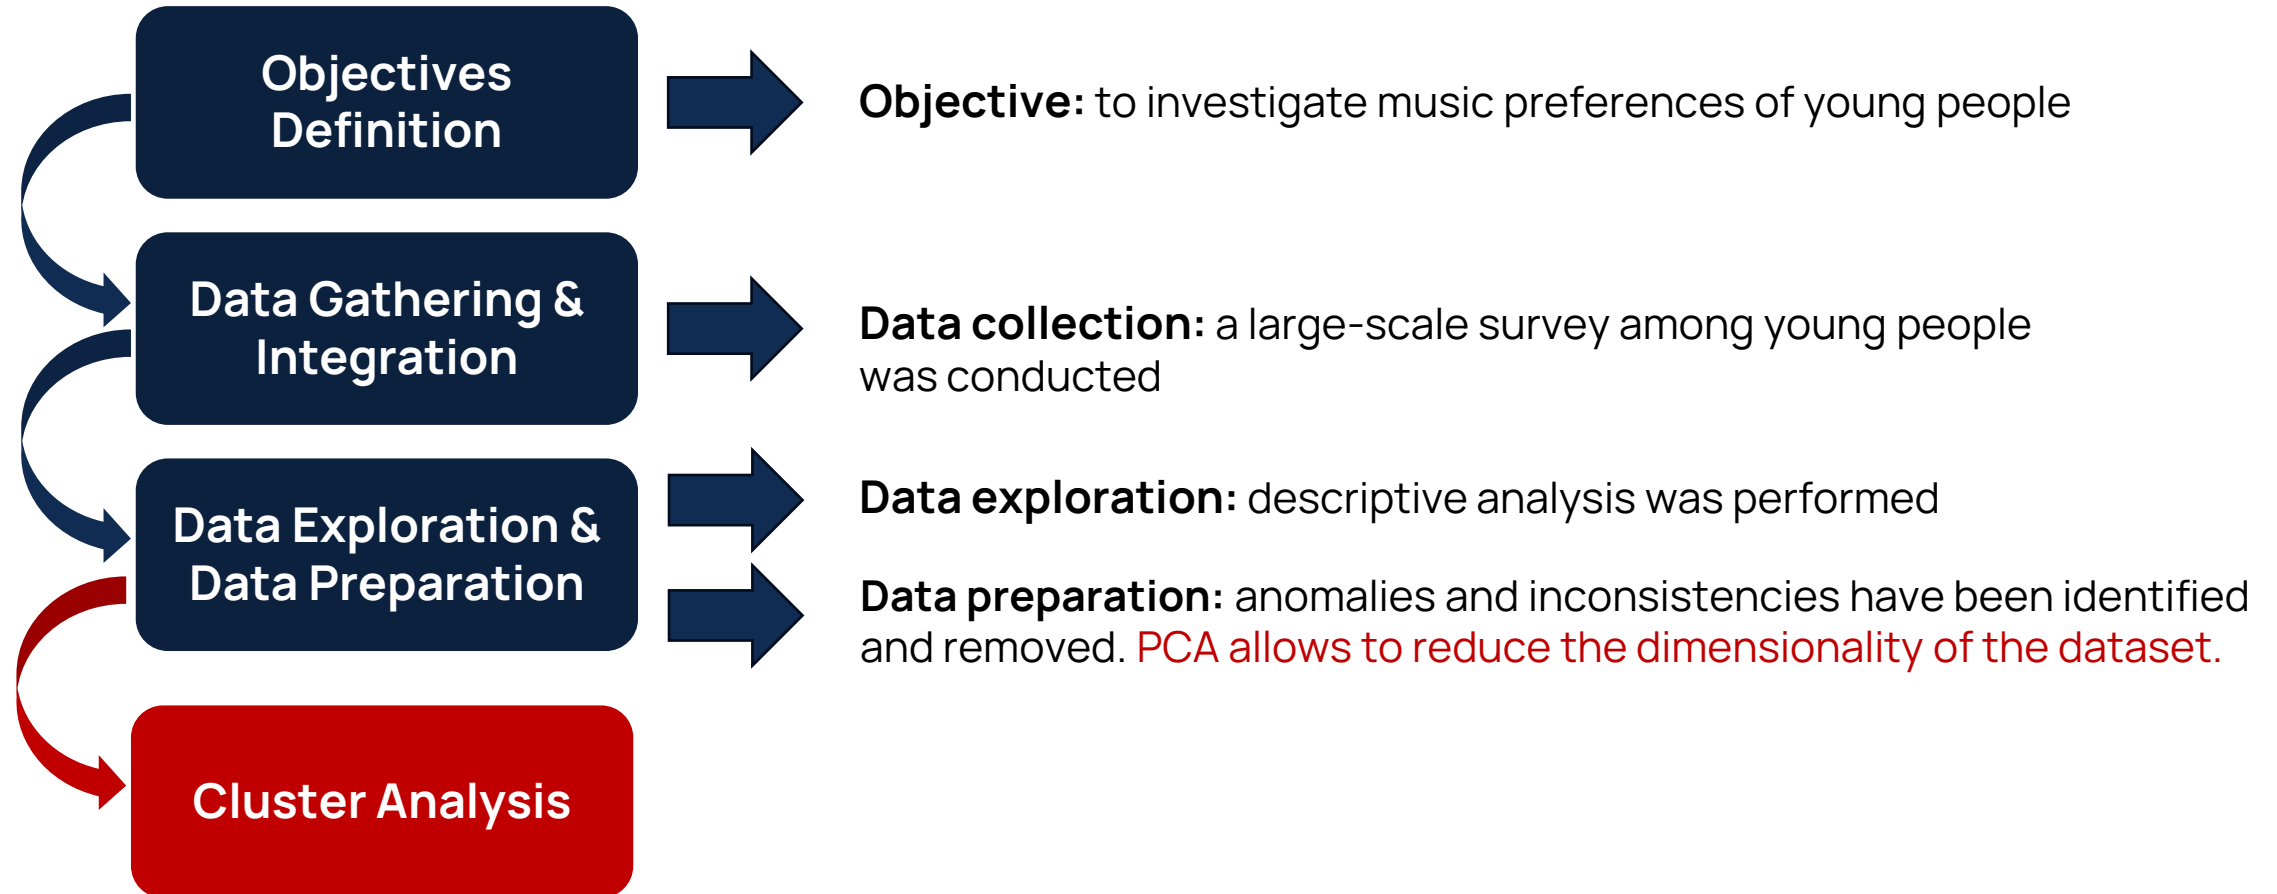 Objectives
Definition
Objective: to investigate music preferences of young people
Data Gathering &
Integration
Data collection: a large-scale survey among young people
was conducted
Data Exploration &
Data Preparation
Data exploration: descriptive analysis was performed
Data preparation: anomalies and inconsistencies have been identified
and removed. PCA allows to reduce the dimensionality of the dataset.
Cluster Analysis